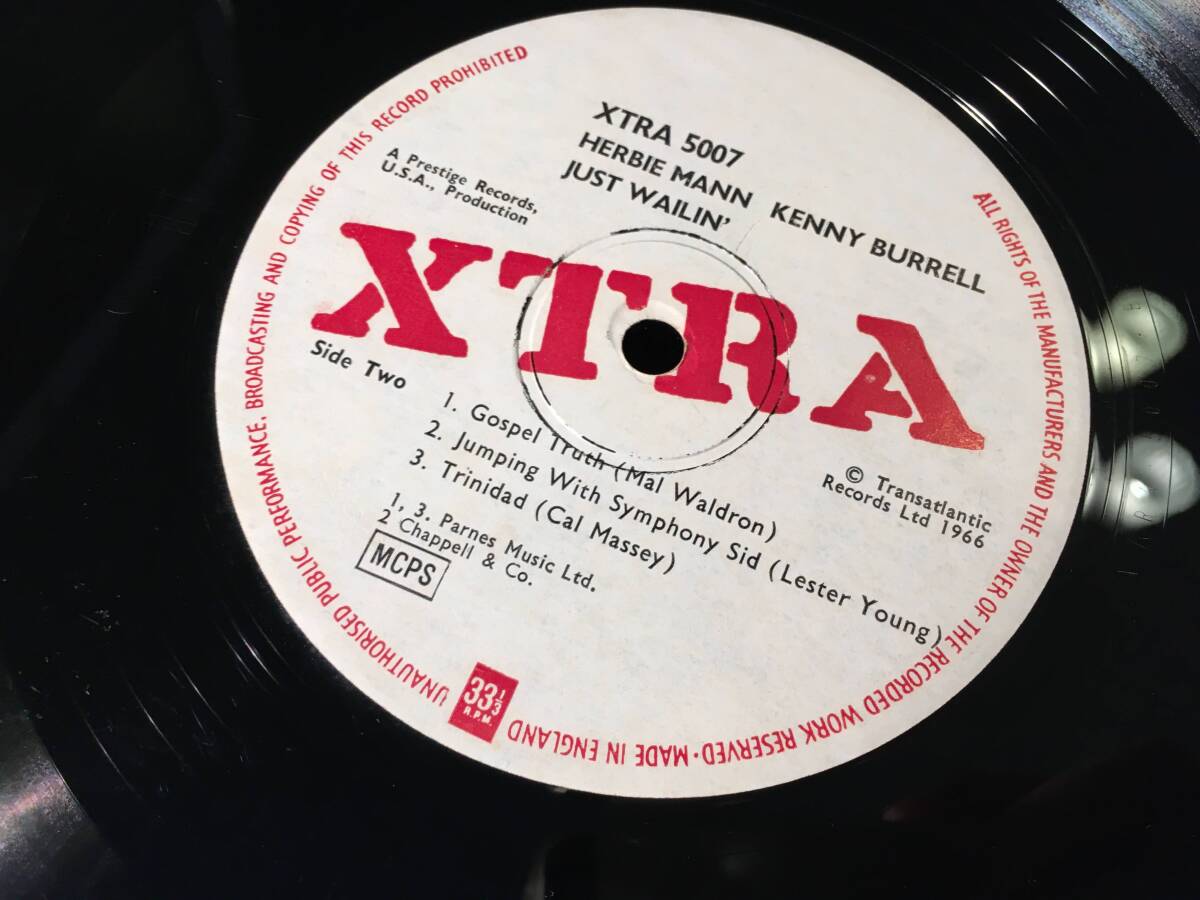 XTRA 5007
HERBIE MANN KENNY BURRELL
JUST WAILIN'
A Prestige Records,
U.S.A., Production
XTRA
Side Two
1. Gospel Truth (Mal Waldron)
2. Jumping With Symphony Sid (Lester Young)
3. Trinidad (Cal Massey)
1, 3. Parnes Music Ltd.
2 Chappell & Co.
MCPS
© Transatlantic
Records Ltd 1966
33 1/3
R.P.M.
ALL RIGHTS OF THE MANUFACTURERS AND THE OWNER OF THE RECORDED WORK RESERVED · MADE IN ENGLAND
UNAUTHORISED PUBLIC PERFORMANCE, BROADCASTING AND COPYING OF THIS RECORD PROHIBITED